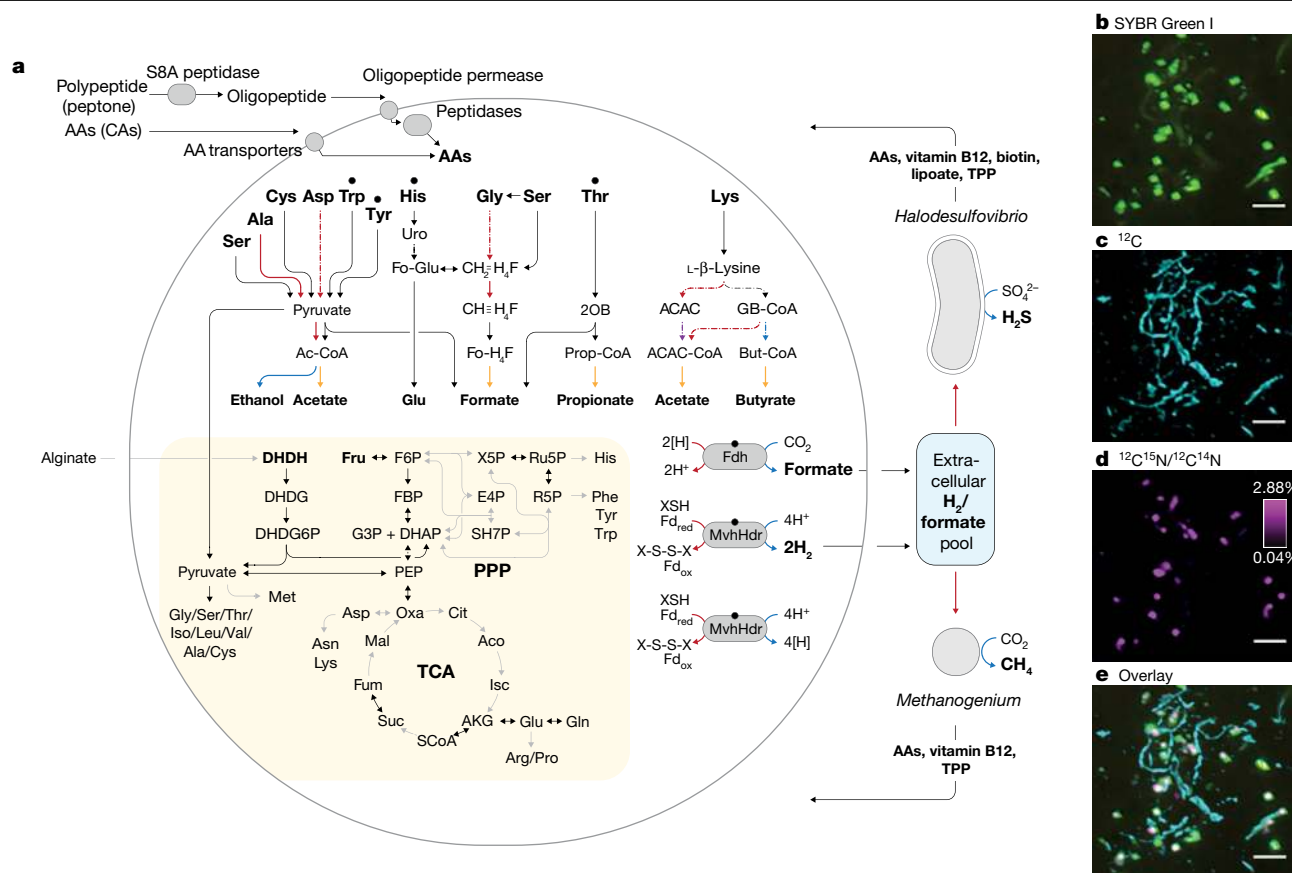 a
Polypeptide
(peptone)
S8A peptidase
Oligopeptide
Oligopeptide permease
Peptidases
AAs (CAs)
AA transporters
AAs
Cys Asp Trp
Tyr
Ala
Ser
His
Gly
Ser
Thr
Lys
Uro
Fo-Glu
CH₂=H₄F
L-β-Lysine
Pyruvate
CH≡H₄F
2OB
ACAC
GB-CoA
Ac-CoA
Fo-H₄F
Prop-CoA
ACAC-CoA
But-CoA
Ethanol
Acetate
Glu
Formate
Propionate
Acetate
Butyrate
Alginate
DHDH
Fru
F6P
X5P
Ru5P
His
DHDG
FBP
E4P
R5P
Phe
Tyr
Trp
DHDG6P
G3P + DHAP
SH7P
Pyruvate
PEP
PPP
Met
Gly/Ser/Thr/
Iso/Leu/Val/
Ala/Cys
Asp
Oxa
Cit
Asn
Lys
Mal
Aco
TCA
Fum
Isc
Suc
AKG
Glu
Gln
SCoA
Arg/Pro
2[H]
2H⁺
Fdh
CO₂
Formate
XSH
Fd_red
X-S-S-X
Fd_ox
MvhHdr
4H⁺
2H₂
XSH
Fd_red
X-S-S-X
Fd_ox
MvhHdr
4H⁺
4[H]
AAs, vitamin B12, biotin,
lipoate, TPP
Halodesulfovibrio
SO₄²⁻
H₂S
Extra-
cellular
H₂/
formate
pool
CO₂
CH₄
Methanogenium
AAs, vitamin B12,
TPP
b SYBR Green I
c ¹²C
d ¹²C¹⁵N/¹²C¹⁴N
2.88%
0.04%
e Overlay